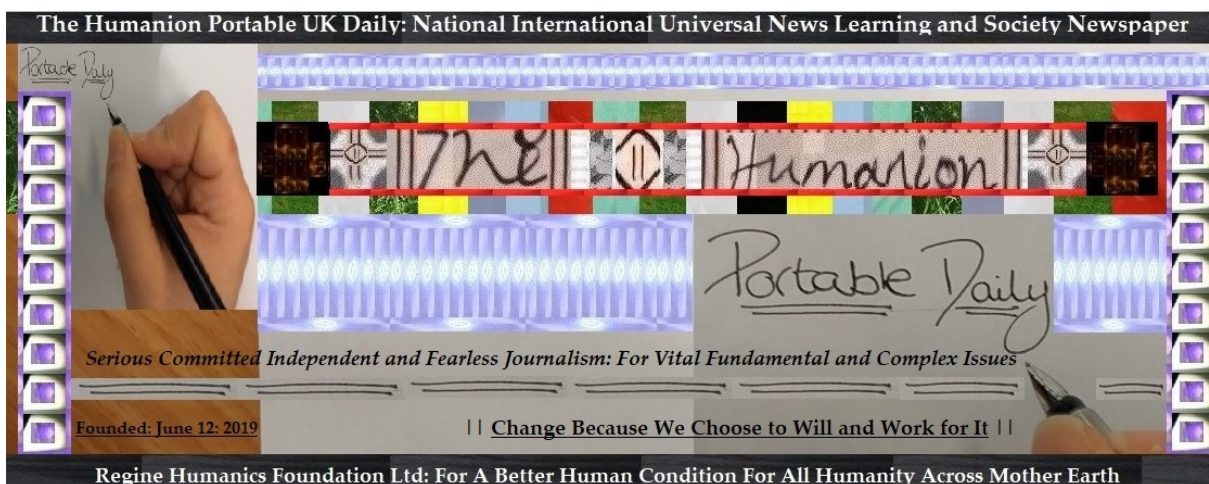 The Humanion Portable UK Daily: National International Universal News Learning and Society Newspaper
Portable Daily
The Humanion
Portable Daily
Serious Committed Independent and Fearless Journalism: For Vital Fundamental and Complex Issues
Founded: June 12: 2019
|| Change Because We Choose to Will and Work for It ||
Regine Humanics Foundation Ltd: For A Better Human Condition For All Humanity Across Mother Earth